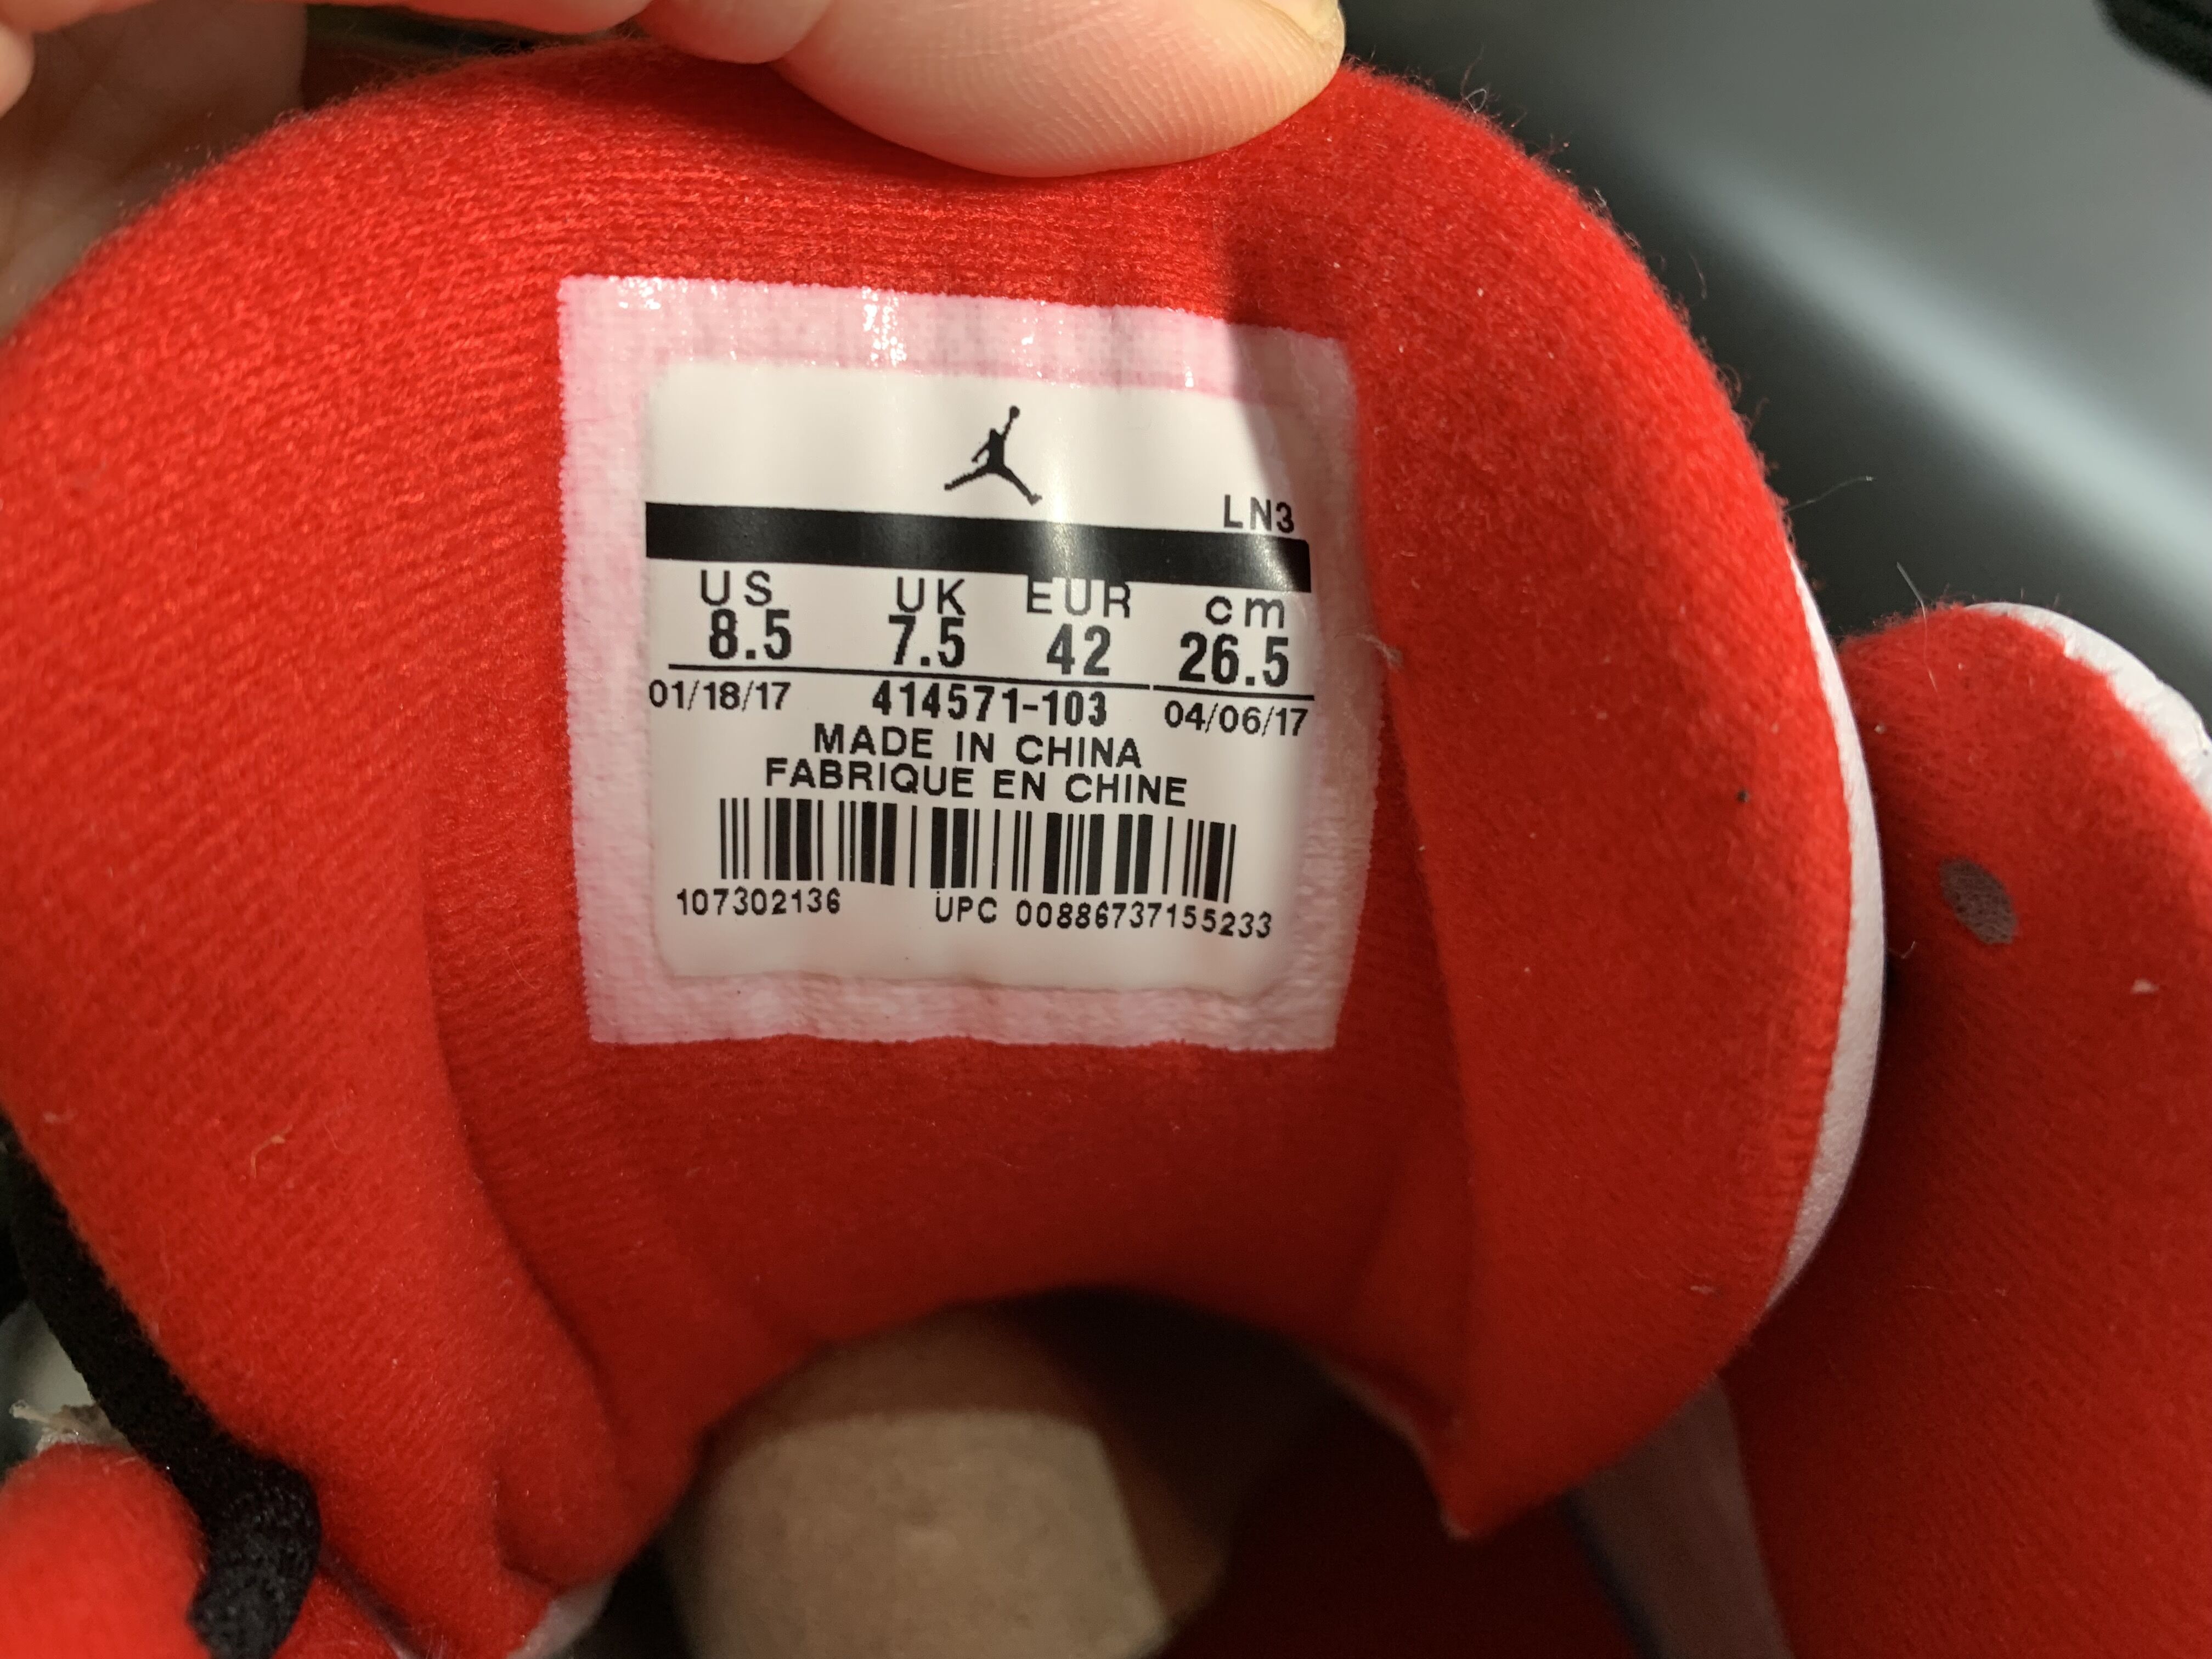 LN3
US UK EUR cm
8.5 7.5 42 26.5
01/18/17 414571-103 04/06/17
MADE IN CHINA
FABRIQUE EN CHINE
107302136 UPC 00886737155233